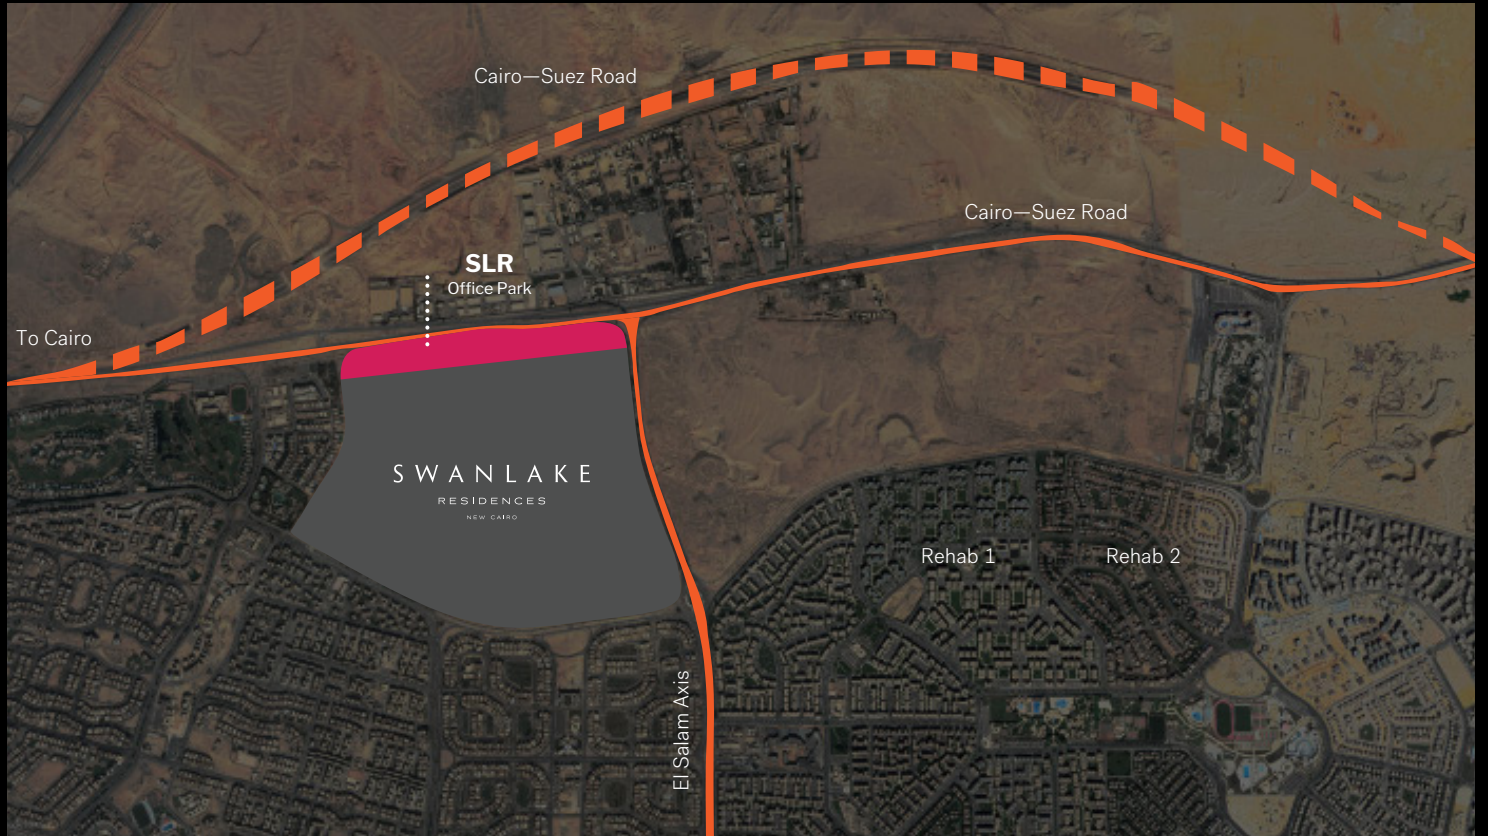 Cairo—Suez Road
Cairo—Suez Road
SLR
Office Park
To Cairo
SWANLAKE
RESIDENCES
NEW CAIRO
Rehab 1
Rehab 2
El Salam Axis